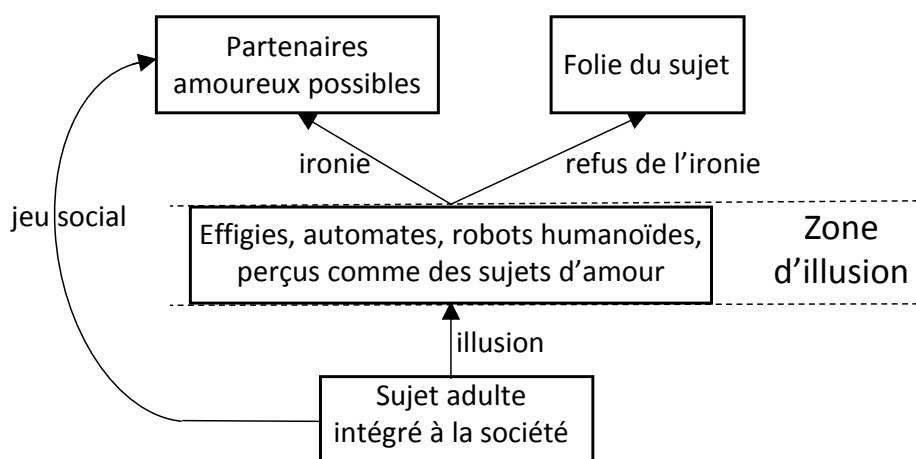 Partenaires
amoureux possibles
Folie du sujet
ironie
refus de l’ironie
jeu social
Effigies, automates, robots humanoïdes,
perçus comme des sujets d’amour
Zone
d’illusion
illusion
Sujet adulte
intégré à la société